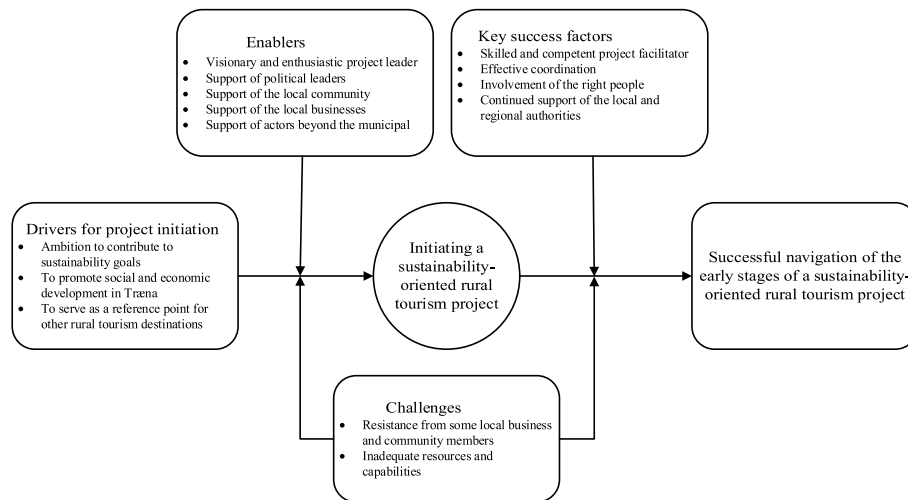 Enablers
• Visionary and enthusiastic project leader
• Support of political leaders
• Support of the local community
• Support of the local businesses
• Support of actors beyond the municipal
Key success factors
• Skilled and competent project facilitator
• Effective coordination
• Involvement of the right people
• Continued support of the local and
regional authorities
Drivers for project initiation
• Ambition to contribute to
sustainability goals
• To promote social and economic
development in Træna
• To serve as a reference point for
other rural tourism destinations
Initiating a
sustainability-
oriented rural
tourism project
Successful navigation of the
early stages of a sustainability-
oriented rural tourism project
Challenges
• Resistance from some local business
and community members
• Inadequate resources and
capabilities